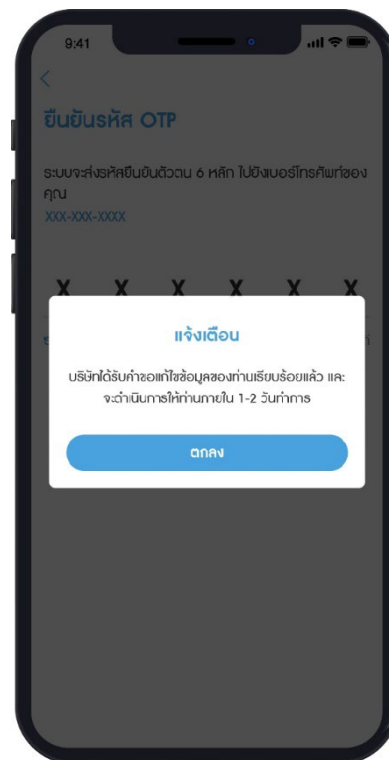 9:41
ยืนยันรหัส OTP
ระบบจะส่งรหัสยืนยันตัวตน 6 หลัก ไปยังเบอร์โทรศัพท์ของ
คุณ
XXX-XXX-XXXX
X X X X X X
แจ้งเตือน
บริษัทได้รับคำขอแก้ไขข้อมูลของท่านเรียบร้อยแล้ว และ
จะดำเนินการให้ท่านภายใน 1-2 วันทำการ
ตกลง